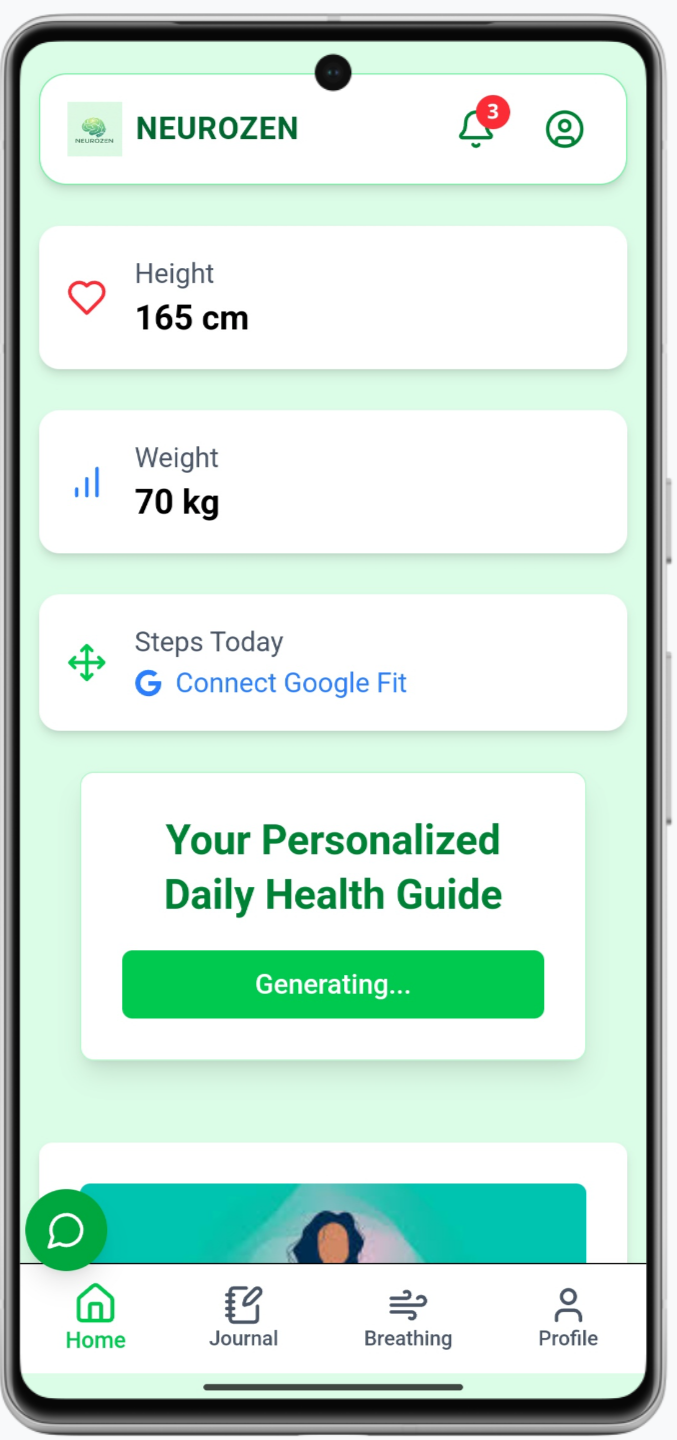 NEUROZEN
NEUROZEN
3
Height
165 cm
Weight
70 kg
Steps Today
G Connect Google Fit
Your Personalized
Daily Health Guide
Generating...
Home
Journal
Breathing
Profile